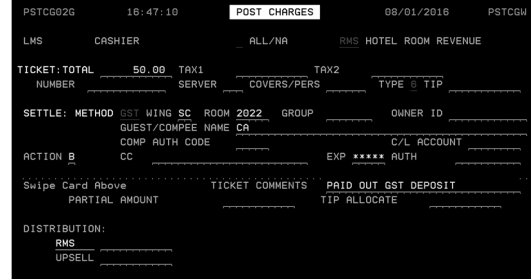 PSTCG02G 16:47:10 POST CHARGES 08/01/2016 PSTCGW
LMS CASHIER _ ALL/NA RMS HOTEL ROOM REVENUE
TICKET:TOTAL 50.00 TAX1 TAX2
NUMBER SERVER COVERS/PERS TYPE 6 TIP
SETTLE: METHOD GST WING SC ROOM 2022 GROUP OWNER ID
GUEST/COMPEE NAME CA
COMP AUTH CODE C/L ACCOUNT
ACTION B CC EXP ***** AUTH
Swipe Card Above TICKET COMMENTS PAID OUT GST DEPOSIT
PARTIAL AMOUNT TIP ALLOCATE
DISTRIBUTION:
RMS
UPSELL